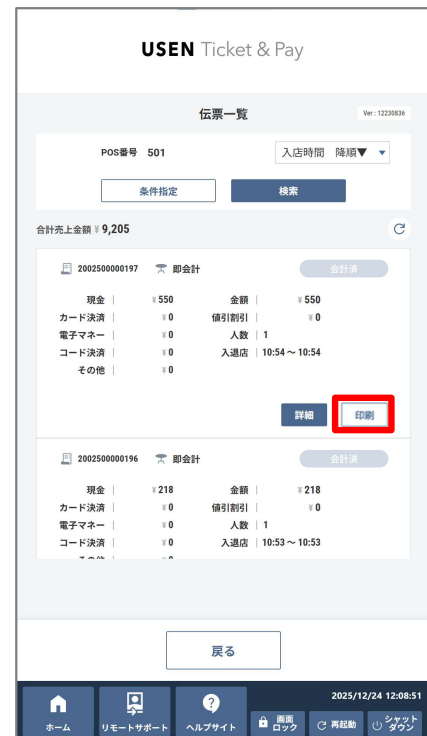 USEN Ticket & Pay
伝票一覧
Ver : 12230836
POS番号 501
入店時間 降順▼ ▼
条件指定
検索
合計売上金額 ¥ 9,205
2002500000197 即会計 会計済
現金 | ¥ 550 金額 | ¥ 550
カード決済 | ¥ 0 値引割引 | ¥ 0
電子マネー | ¥ 0 人数 | 1
コード決済 | ¥ 0 入退店 | 10:54 ～ 10:54
その他 | ¥ 0
詳細 印刷
2002500000196 即会計 会計済
現金 | ¥ 218 金額 | ¥ 218
カード決済 | ¥ 0 値引割引 | ¥ 0
電子マネー | ¥ 0 人数 | 1
コード決済 | ¥ 0 入退店 | 10:53 ～ 10:53
その他 | ¥ 0
戻る
2025/12/24 12:08:51
ホーム リモートサポート ヘルプサイト 画面ロック 再起動 シャットダウン